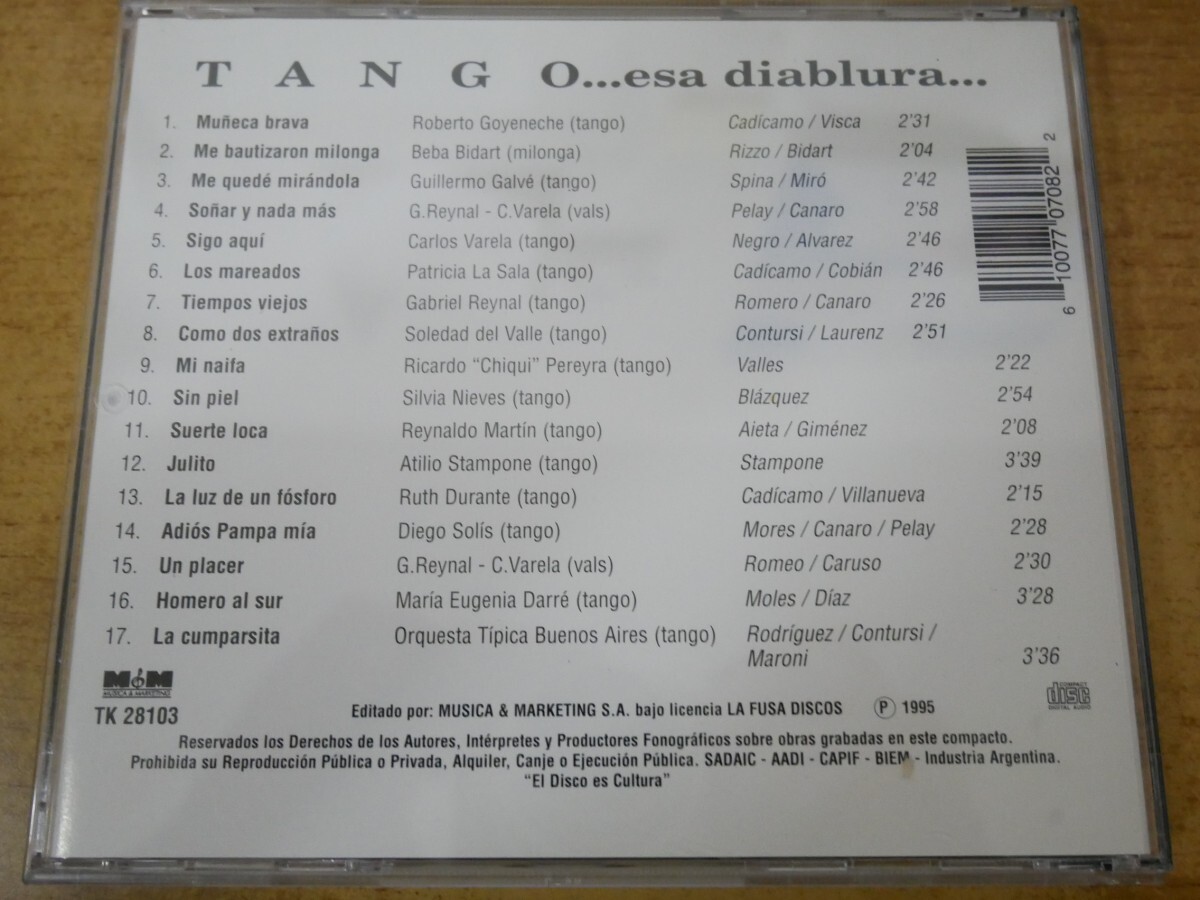 TANGO...esa diablura...
1. Muñeca brava Roberto Goyeneche (tango) Cadícamo / Visca 2'31
2. Me bautizaron milonga Beba Bidart (milonga) Rizzo / Bidart 2'04
3. Me quedé mirándola Guillermo Galvé (tango) Spina / Miró 2'42
4. Soñar y nada más G.Reynal - C.Varela (vals) Pelay / Canaro 2'58
5. Sigo aquí Carlos Varela (tango) Negro / Alvarez 2'46
6. Los mareados Patricia La Sala (tango) Cadícamo / Cobián 2'46
7. Tiempos viejos Gabriel Reynal (tango) Romero / Canaro 2'26
8. Como dos extraños Soledad del Valle (tango) Contursi / Laurenz 2'51
9. Mi naifa Ricardo "Chiqui" Pereyra (tango) Valles 2'22
10. Sin piel Silvia Nieves (tango) Blázquez 2'54
11. Suerte loca Reynaldo Martín (tango) Aieta / Giménez 2'08
12. Julito Atilio Stampone (tango) Stampone 3'39
13. La luz de un fósforo Ruth Durante (tango) Cadícamo / Villanueva 2'15
14. Adiós Pampa mía Diego Solís (tango) Mores / Canaro / Pelay 2'28
15. Un placer G.Reynal - C.Varela (vals) Romeo / Caruso 2'30
16. Homero al sur María Eugenia Darré (tango) Moles / Díaz 3'28
17. La cumparsita Orquesta Típica Buenos Aires (tango) Rodríguez / Contursi /
Maroni 3'36
6 10077 07082 2
M&M
MUSICA & MARKETING
TK 28103
Editado por: MUSICA & MARKETING S.A. bajo licencia LA FUSA DISCOS Ⓟ 1995
COMPACT
disc
DIGITAL AUDIO
Reservados los Derechos de los Autores, Intérpretes y Productores Fonográficos sobre obras grabadas en este compacto.
Prohibida su Reproducción Pública o Privada, Alquiler, Canje o Ejecución Pública. SADAIC - AADI - CAPIF - BIEM - Industria Argentina.
"El Disco es Cultura"